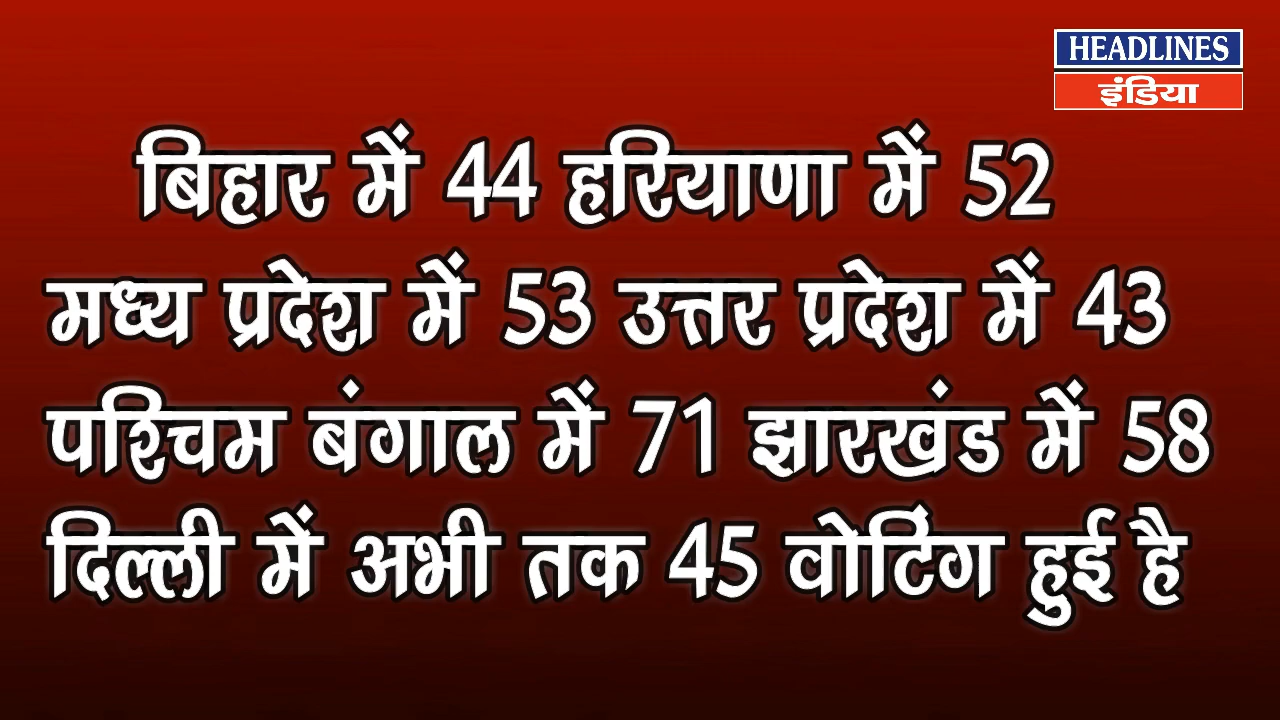 HEADLINES
इंडिया
बिहार में 44 हरियाणा में 52
मध्य प्रदेश में 53 उत्तर प्रदेश में 43
पश्चिम बंगाल में 71 झारखंड में 58
दिल्ली में अभी तक 45 वोटिंग हुई है